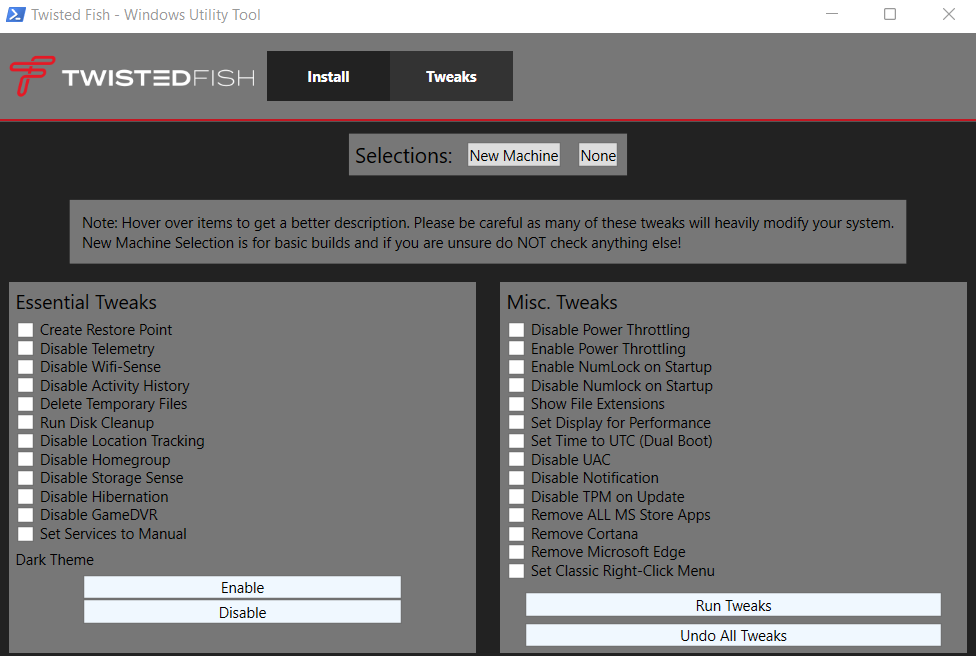 Twisted Fish - Windows Utility Tool
TWISTEDFISH
Install
Tweaks
Selections:
New Machine
None
Note: Hover over items to get a better description. Please be careful as many of these tweaks will heavily modify your system.
New Machine Selection is for basic builds and if you are unsure do NOT check anything else!
Essential Tweaks
Create Restore Point
Disable Telemetry
Disable Wifi-Sense
Disable Activity History
Delete Temporary Files
Run Disk Cleanup
Disable Location Tracking
Disable Homegroup
Disable Storage Sense
Disable Hibernation
Disable GameDVR
Set Services to Manual
Dark Theme
Enable
Disable
Misc. Tweaks
Disable Power Throttling
Enable Power Throttling
Enable NumLock on Startup
Disable Numlock on Startup
Show File Extensions
Set Display for Performance
Set Time to UTC (Dual Boot)
Disable UAC
Disable Notification
Disable TPM on Update
Remove ALL MS Store Apps
Remove Cortana
Remove Microsoft Edge
Set Classic Right-Click Menu
Run Tweaks
Undo All Tweaks